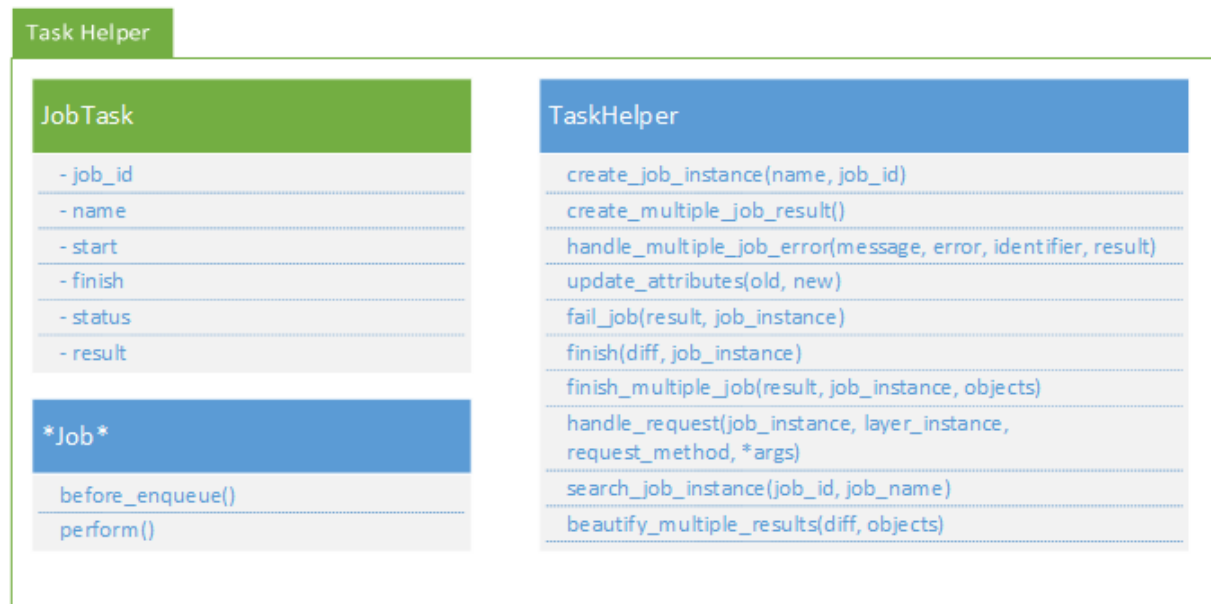 Task Helper
JobTask
- job_id
- name
- start
- finish
- status
- result
*Job*
before_enqueue()
perform()
TaskHelper
create_job_instance(name, job_id)
create_multiple_job_result()
handle_multiple_job_error(message, error, identifier, result)
update_attributes(old, new)
fail_job(result, job_instance)
finish(diff, job_instance)
finish_multiple_job(result, job_instance, objects)
handle_request(job_instance, layer_instance,
request_method, *args)
search_job_instance(job_id, job_name)
beautify_multiple_results(diff, objects)